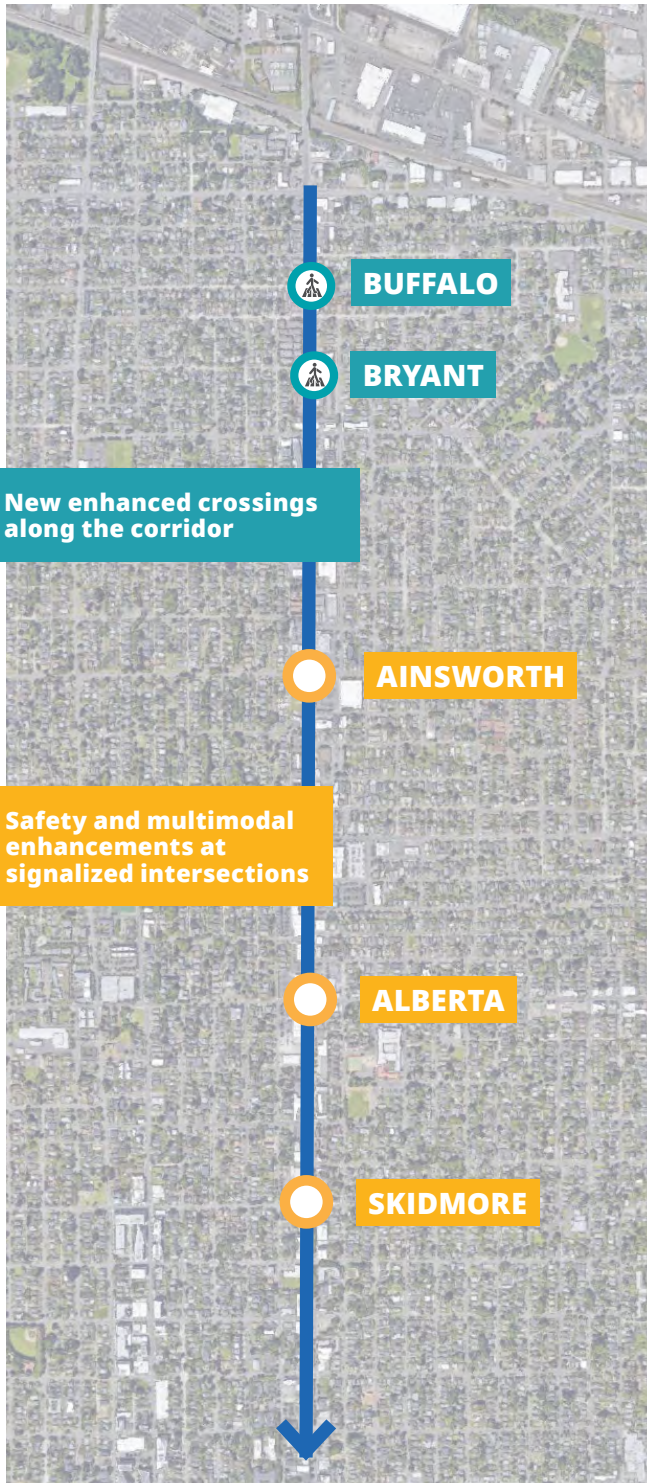 BUFFALO
BRYANT
New enhanced crossings
along the corridor
AINSWORTH
Safety and multimodal
enhancements at
signalized intersections
ALBERTA
SKIDMORE